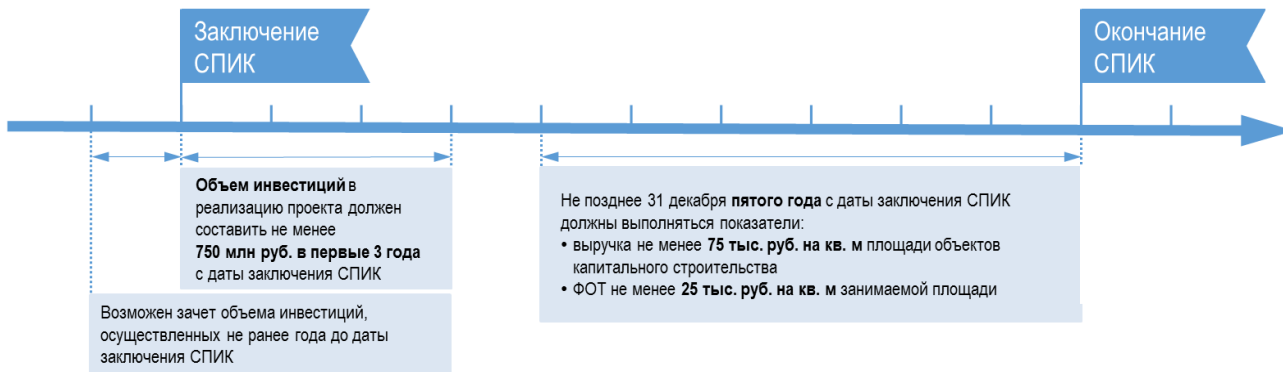 Заключение
СПИК
Окончание
СПИК
Объем инвестиций в
реализацию проекта должен
составить не менее
750 млн руб. в первые 3 года
с даты заключения СПИК
Возможен зачет объема инвестиций,
осуществленных не ранее года до даты
заключения СПИК
Не позднее 31 декабря пятого года с даты заключения СПИК
должны выполняться показатели:
• выручка не менее 75 тыс. руб. на кв. м площади объектов
капитального строительства
• ФОТ не менее 25 тыс. руб. на кв. м занимаемой площади